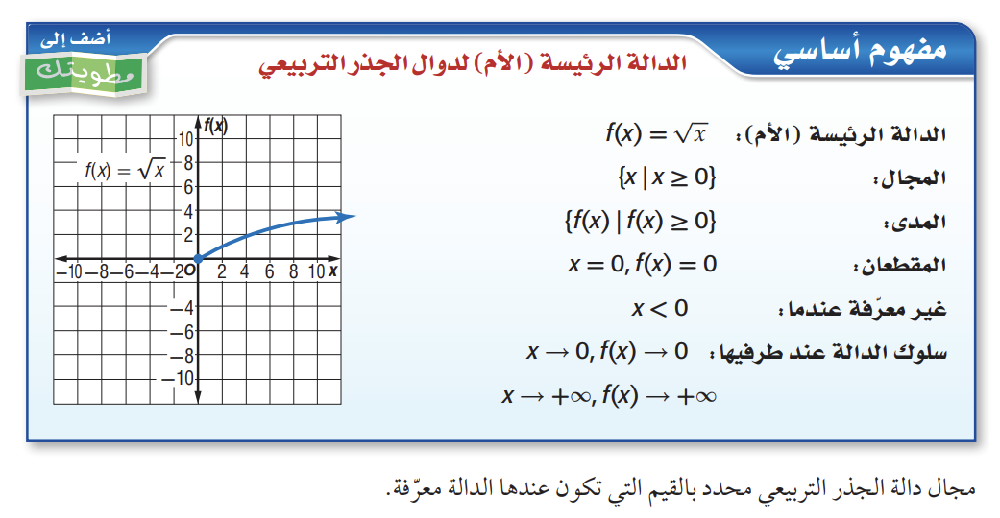 مفهوم أساسي
أضف إلى
مطويتك
الدالة الرئيسة (الأم) لدوال الجذر التربيعي
الدالة الرئيسة (الأم): f(x) = √x
المجال: {x | x ≥ 0}
المدى: {f(x) | f(x) ≥ 0}
المقطعان: x = 0, f(x) = 0
غير معرّفة عندما: x < 0
سلوك الدالة عند طرفيها: x → 0, f(x) → 0
x → +∞, f(x) → +∞
f(x)
10
8
f(x) = √x
6
4
2
−10 −8 −6 −4 −2 O 2 4 6 8 10 x
−4
−6
−8
−10
مجال دالة الجذر التربيعي محدد بالقيم التي تكون عندها الدالة معرّفة.